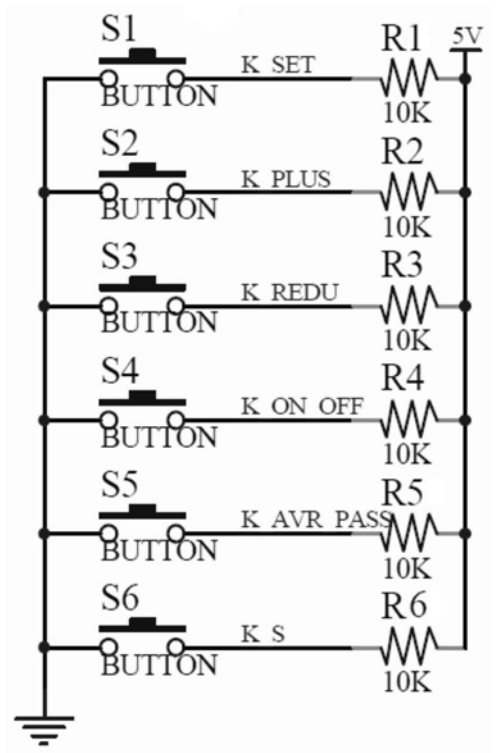 S1
K SET
R1
5V
BUTTON
10K
S2
K PLUS
R2
BUTTON
10K
S3
K REDU
R3
BUTTON
10K
S4
K ON OFF
R4
BUTTON
10K
S5
K AVR PASS
R5
BUTTON
10K
S6
K S
R6
BUTTON
10K